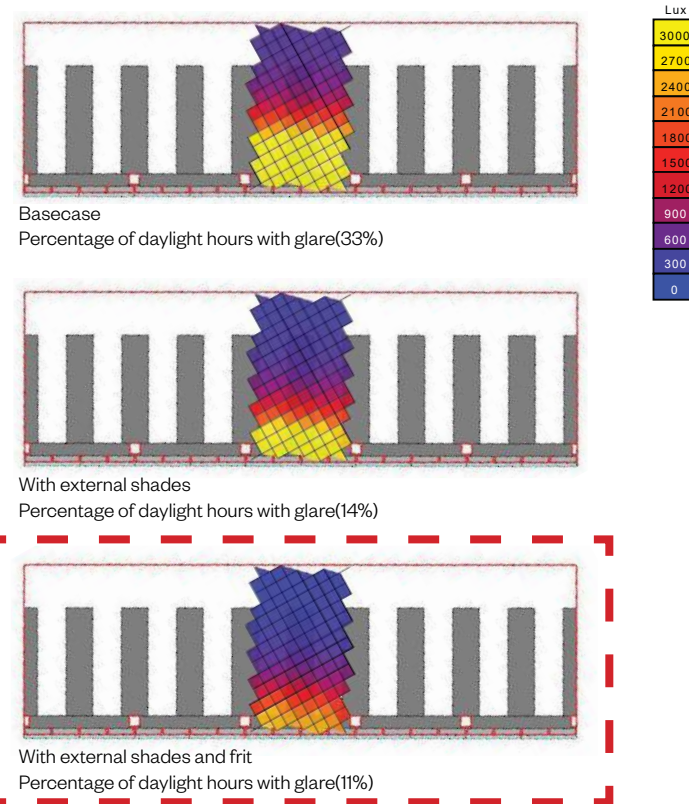 Lux
3000
2700
2400
2100
1800
1500
1200
900
600
300
0
Basecase
Percentage of daylight hours with glare(33%)
With external shades
Percentage of daylight hours with glare(14%)
With external shades and frit
Percentage of daylight hours with glare(11%)